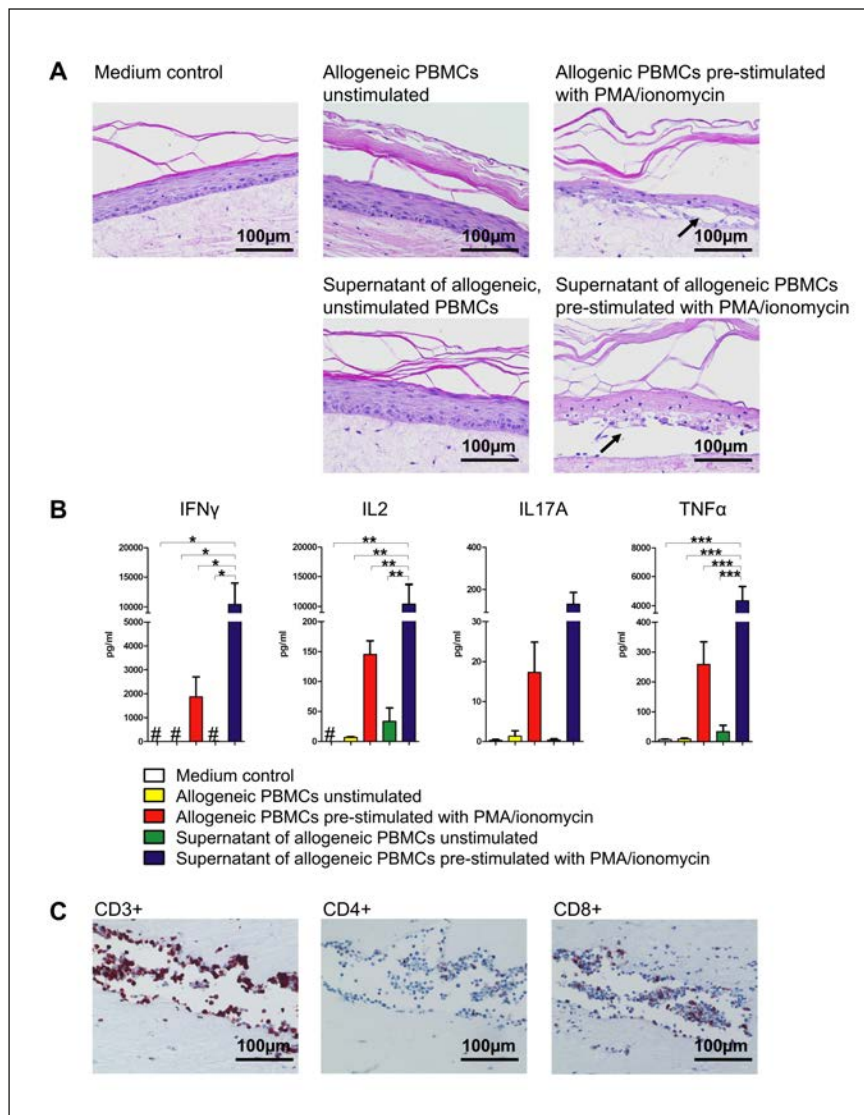 A
Medium control
Allogeneic PBMCs
unstimulated
Allogenic PBMCs pre-stimulated
with PMA/ionomycin
100µm
100µm
100µm
Supernatant of allogeneic,
unstimulated PBMCs
Supernatant of allogeneic PBMCs
pre-stimulated with PMA/ionomycin
100µm
100µm
B
IFNγ
IL2
IL17A
TNFα
*
*
*
*
**
**
**
**
***
***
***
***
pg/ml
20000
15000
10000
5000
4000
3000
2000
1000
0
# # #
pg/ml
20000
15000
10000
200
150
100
50
0
#
pg/ml
400
200
30
20
10
0
pg/ml
8000
6000
4000
400
300
200
100
0
Medium control
Allogeneic PBMCs unstimulated
Allogeneic PBMCs pre-stimulated with PMA/ionomycin
Supernatant of allogeneic PBMCs unstimulated
Supernatant of allogeneic PBMCs pre-stimulated with PMA/ionomycin
C
CD3+
CD4+
CD8+
100µm
100µm
100µm